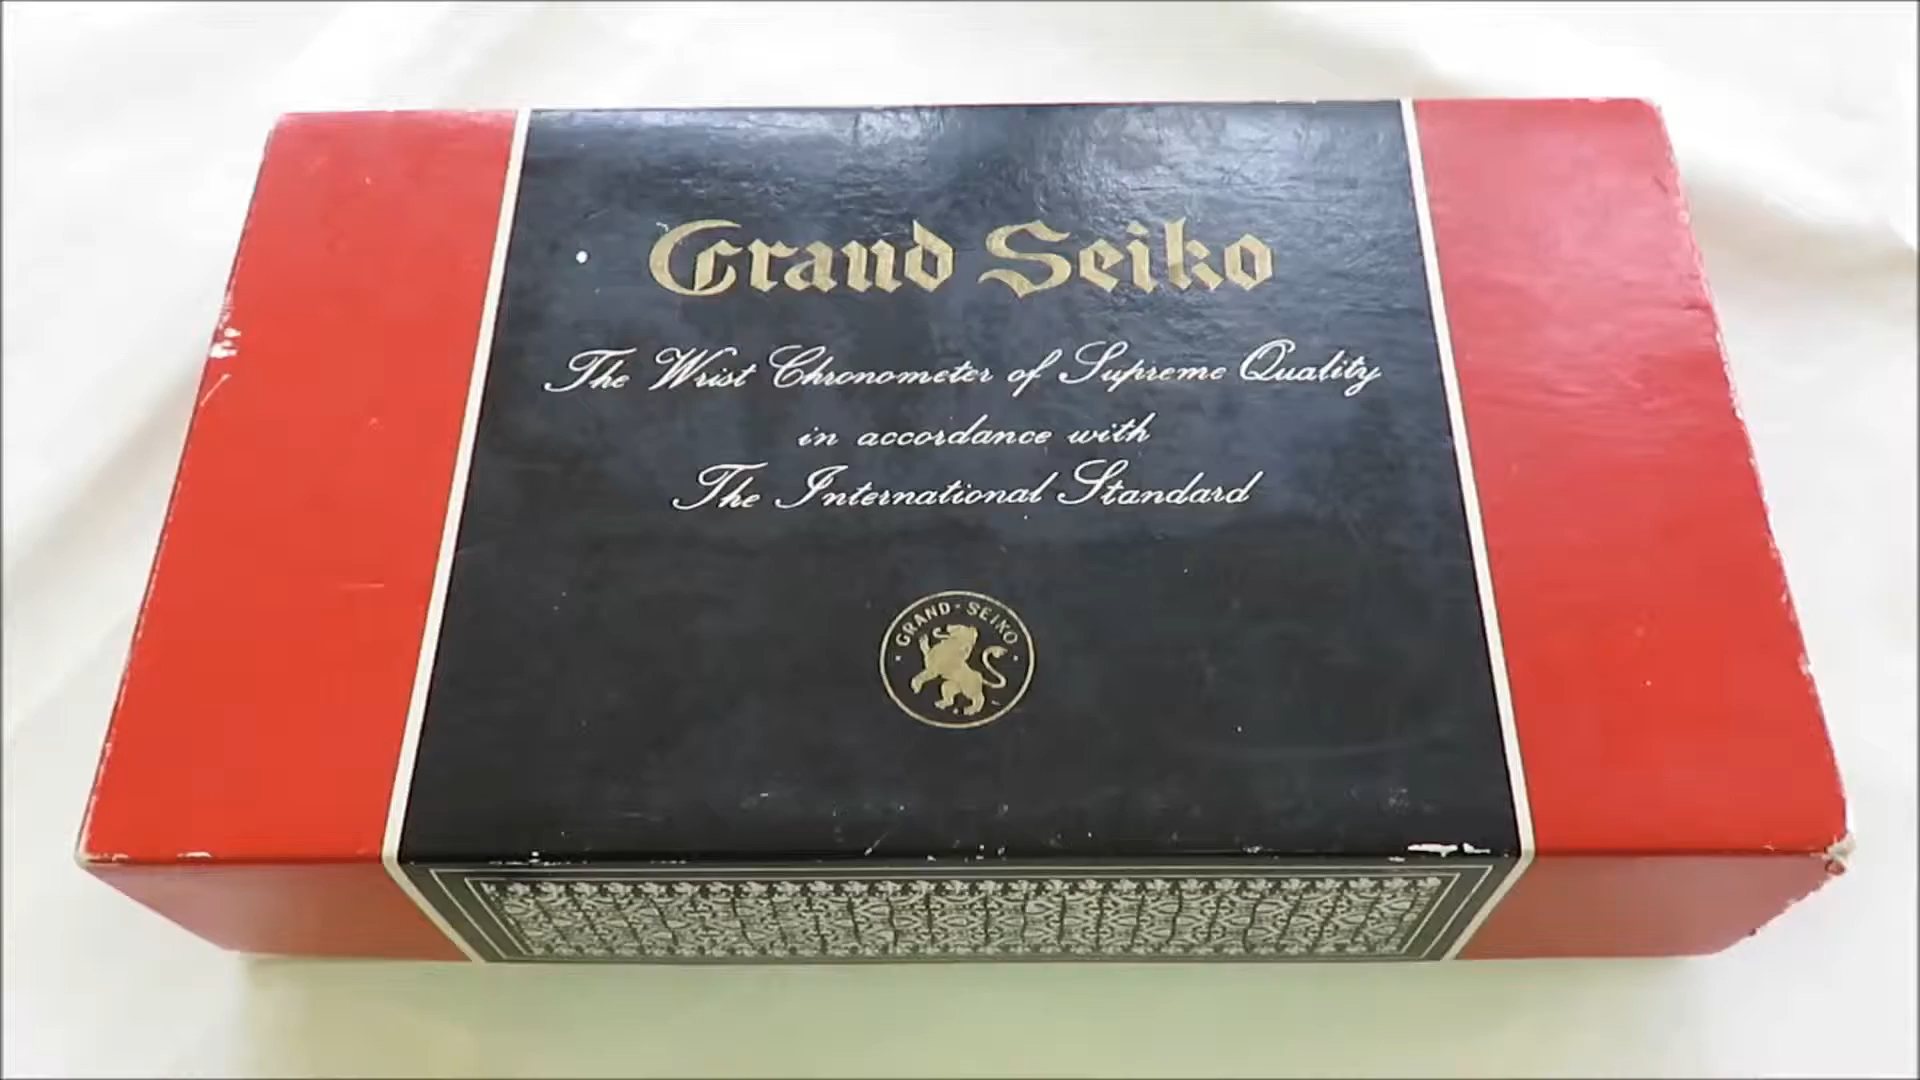 Grand Seiko
The Wrist Chronometer of Supreme Quality
in accordance with
The International Standard
GRAND · SEIKO